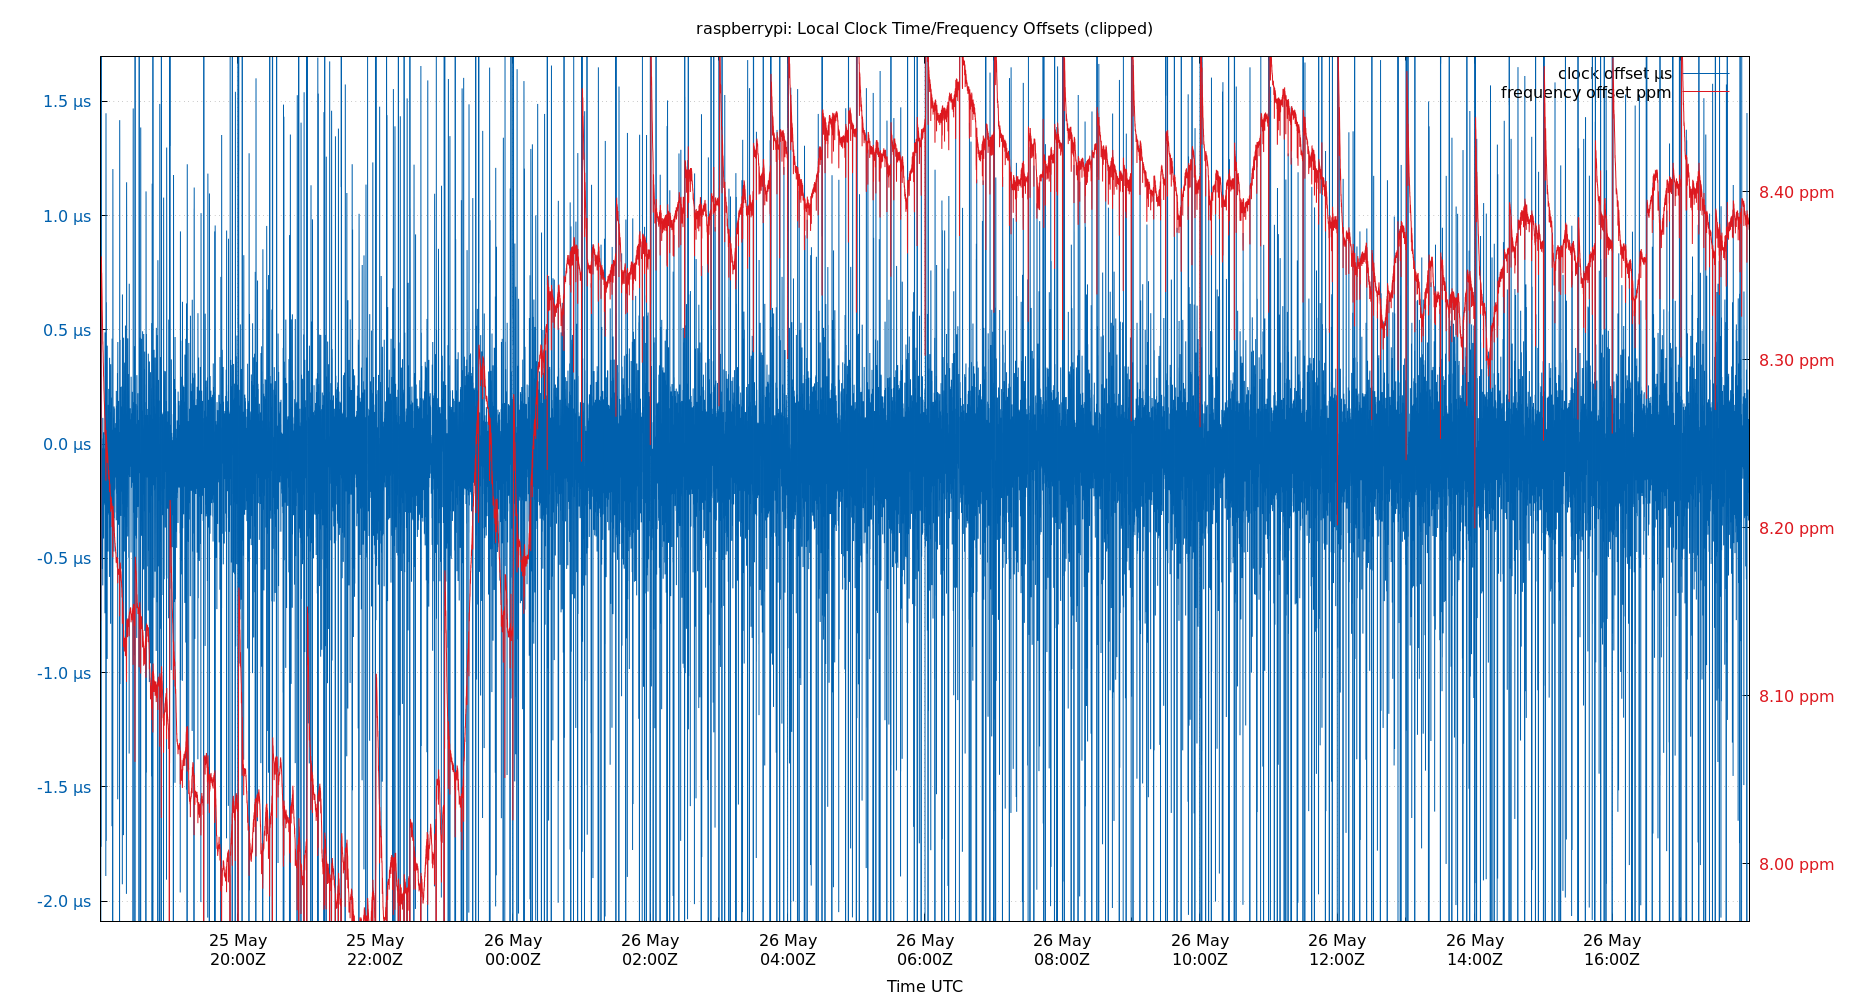 raspberrypi: Local Clock Time/Frequency Offsets (clipped)
clock offset µs
frequency offset ppm
1.5 µs
1.0 µs
0.5 µs
0.0 µs
-0.5 µs
-1.0 µs
-1.5 µs
-2.0 µs
8.40 ppm
8.30 ppm
8.20 ppm
8.10 ppm
8.00 ppm
25 May
20:00Z
25 May
22:00Z
26 May
00:00Z
26 May
02:00Z
26 May
04:00Z
26 May
06:00Z
26 May
08:00Z
26 May
10:00Z
26 May
12:00Z
26 May
14:00Z
26 May
16:00Z
Time UTC